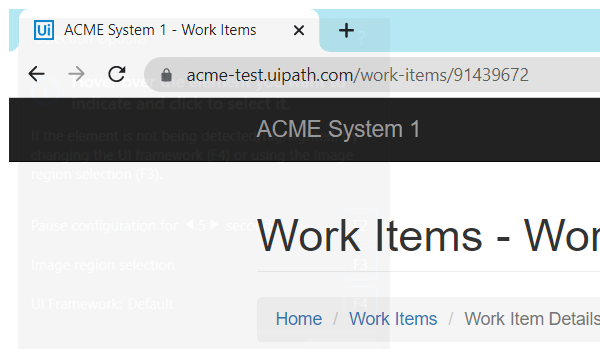 Ui ACME System 1 - Work Items
acme-test.uipath.com/work-items/91439672
Hover over the element you want to
indicate and click to select it.
ACME System 1
If the element is not being detected
changing the UI framework (F4) or using the Image
region selection (F3).
Work Items - Wor
Pause configuration for 5 F2
Image region selection F3
UI Framework: Default F4
Home / Work Items / Work Item Details